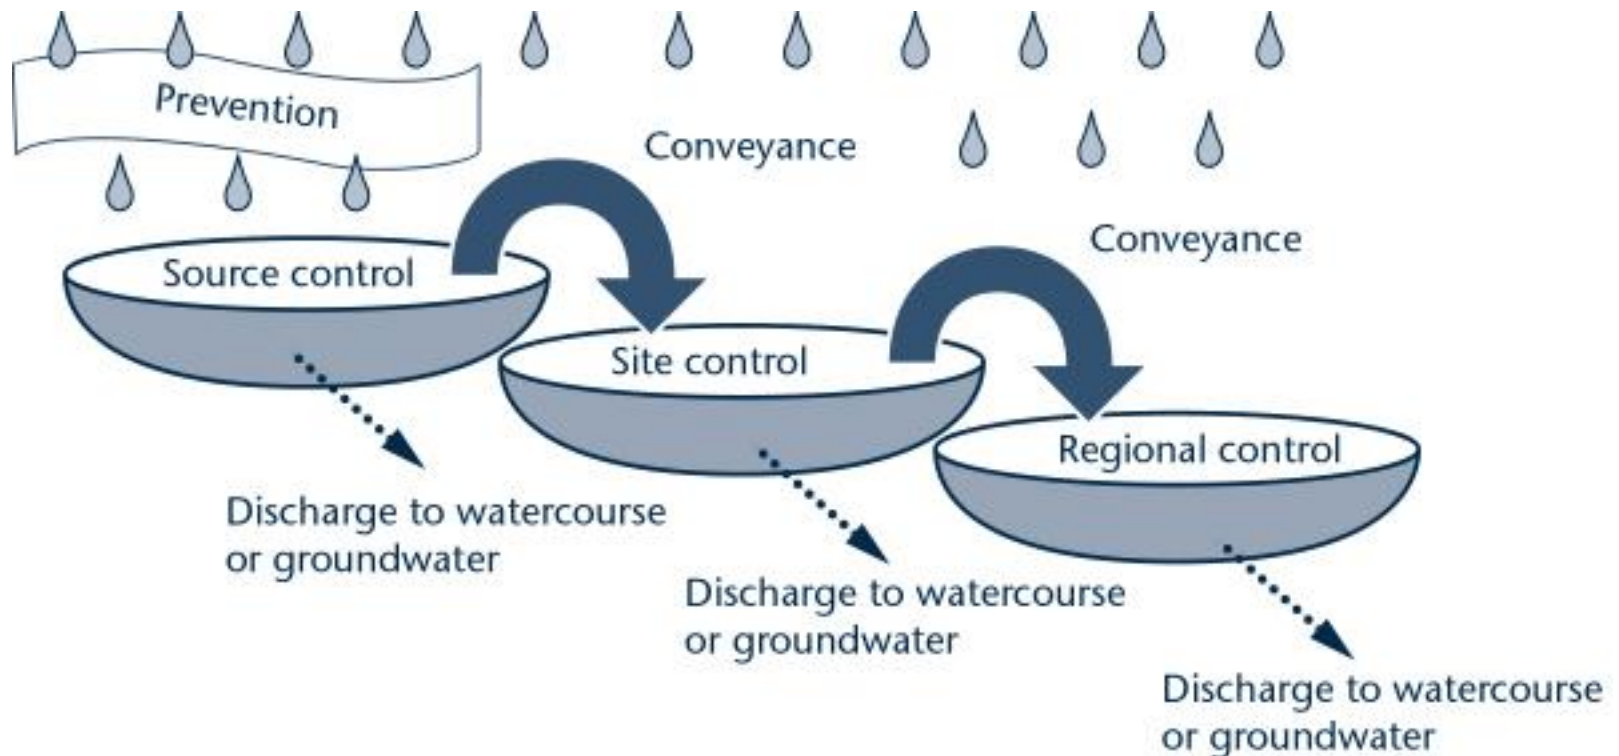 Prevention
Conveyance
Conveyance
Source control
Site control
Regional control
Discharge to watercourse
or groundwater
Discharge to watercourse
or groundwater
Discharge to watercourse
or groundwater